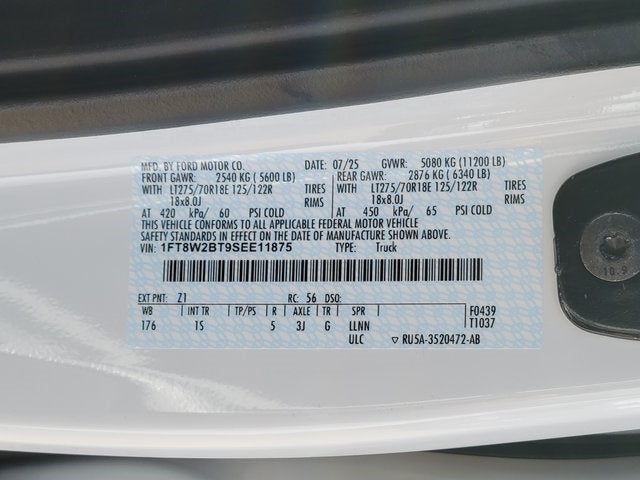 MFD. BY FORD MOTOR CO. DATE: 07/25 GVWR: 5080 KG (11200 LB)
FRONT GAWR: 2540 KG ( 5600 LB) REAR GAWR: 2876 KG ( 6340 LB)
WITH LT275/70R18E 125/122R TIRES WITH LT275/70R18E 125/122R TIRES
18x8.0J RIMS 18x8.0J RIMS
AT 420 kPa/ 60 PSI COLD AT 450 kPa/ 65 PSI COLD
THIS VEHICLE CONFORMS TO ALL APPLICABLE FEDERAL MOTOR VEHICLE
SAFETY STANDARDS IN EFFECT ON THE DATE OF MANUFACTURE SHOWN ABOVE.
VIN: 1FT8W2BT9SEE11875 TYPE: Truck
EXT PNT: Z1 RC: 56 DSO:
WB INT TR TP/PS R AXLE TR SPR F0439
176 1S 5 3J G LLNN T1037
ULC ▽ RU5A-3520472-AB
10.9